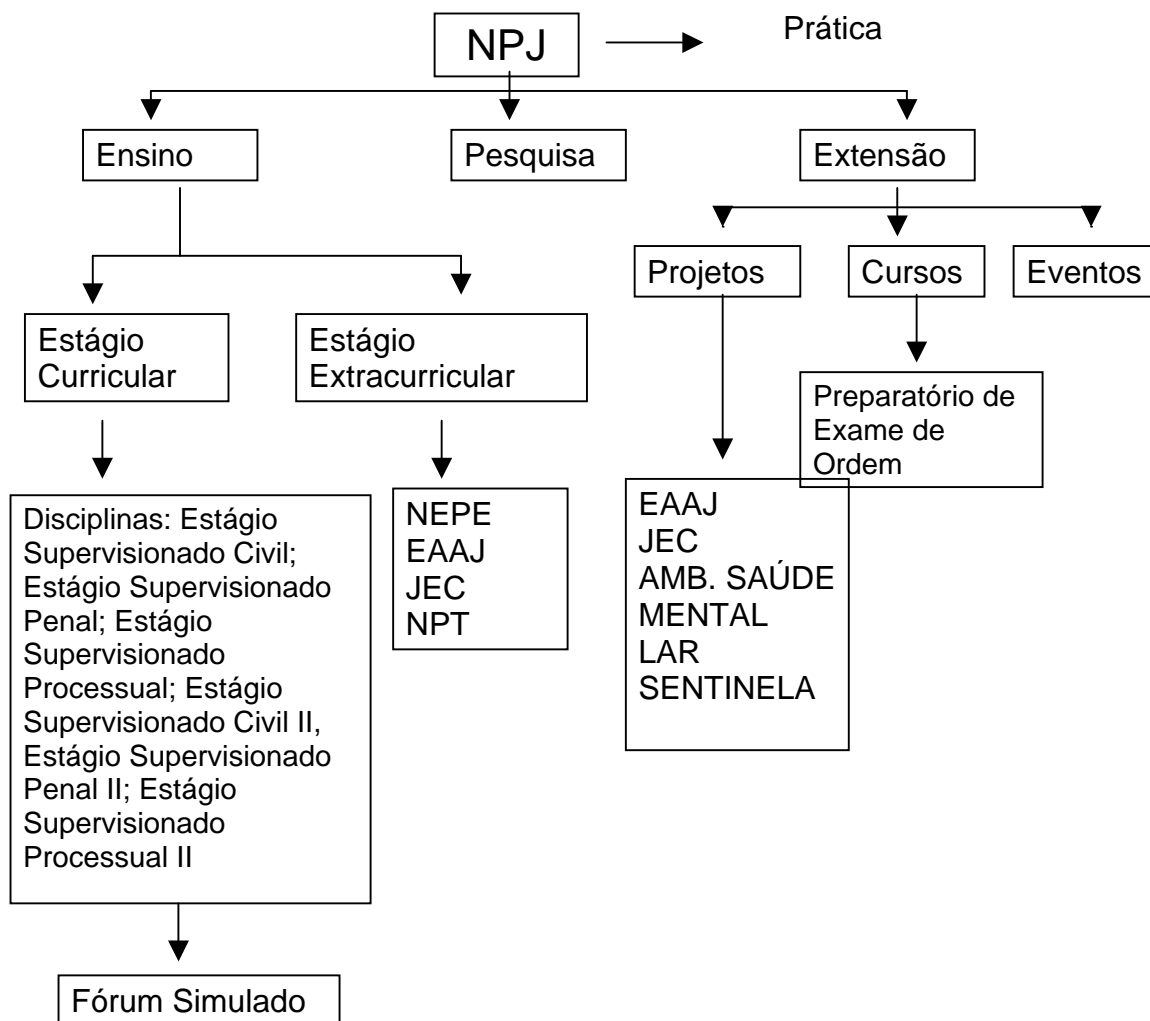 NPJ
Prática
Ensino
Pesquisa
Extensão
Projetos
Cursos
Eventos
Estágio
Curricular
Estágio
Extracurricular
Preparatório de
Exame de
Ordem
Disciplinas: Estágio
Supervisionado Civil;
Estágio Supervisionado
Penal; Estágio
Supervisionado
Processual; Estágio
Supervisionado Civil II,
Estágio Supervisionado
Penal II; Estágio
Supervisionado
Processual II
NEPE
EAAJ
JEC
NPT
EAAJ
JEC
AMB. SAÚDE
MENTAL
LAR
SENTINELA
Fórum Simulado